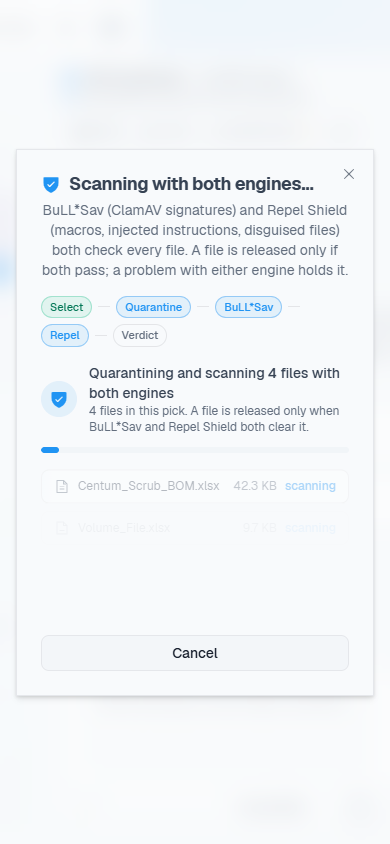 Scanning with both engines...
BuLL*Sav (ClamAV signatures) and Repel Shield
(macros, injected instructions, disguised files)
both check every file. A file is released only if
both pass; a problem with either engine holds it.
Select Quarantine BuLL*Sav
Repel Verdict
Quarantining and scanning 4 files with
both engines
4 files in this pick. A file is released only when
BuLL*Sav and Repel Shield both clear it.
Centum_Scrub_BOM.xlsx 42.3 KB scanning
Volume_File.xlsx 9.7 KB scanning
Cancel